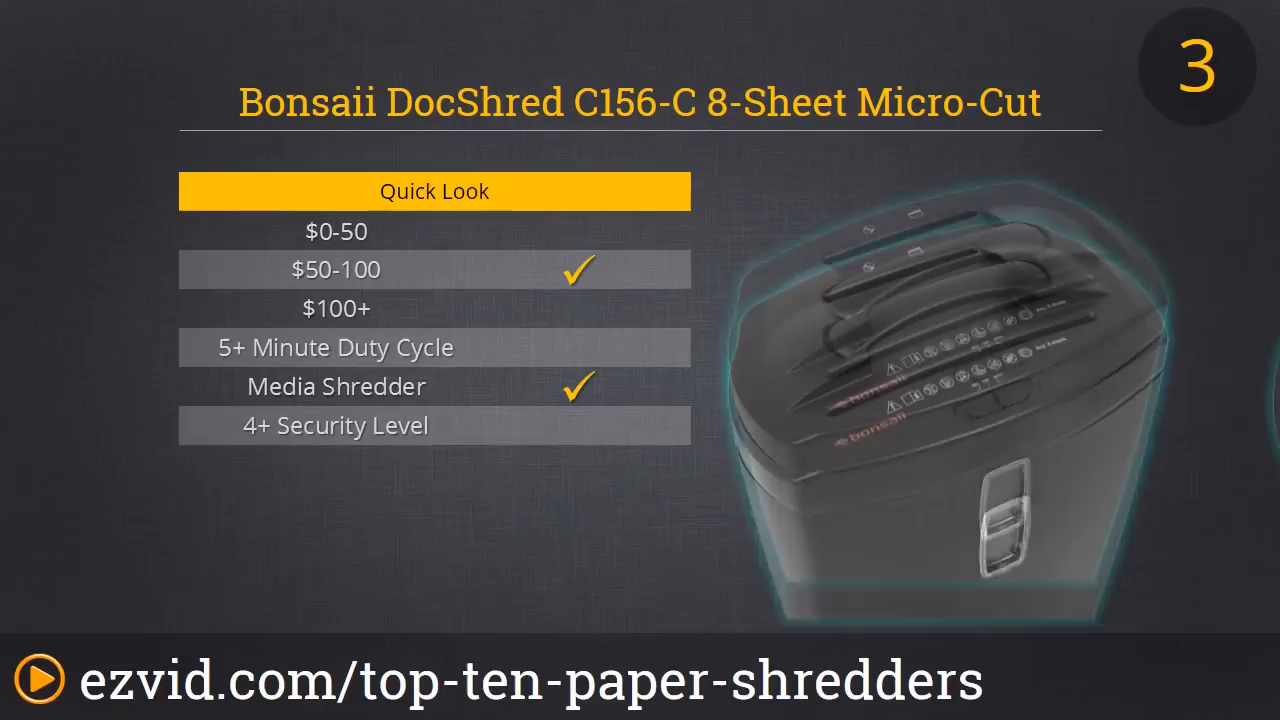 3
Bonsaii DocShred C156-C 8-Sheet Micro-Cut
Quick Look
$0-50
$50-100
$100+
5+ Minute Duty Cycle
Media Shredder
4+ Security Level
bonsaii
bonsaii
ezvid.com/top-ten-paper-shredders